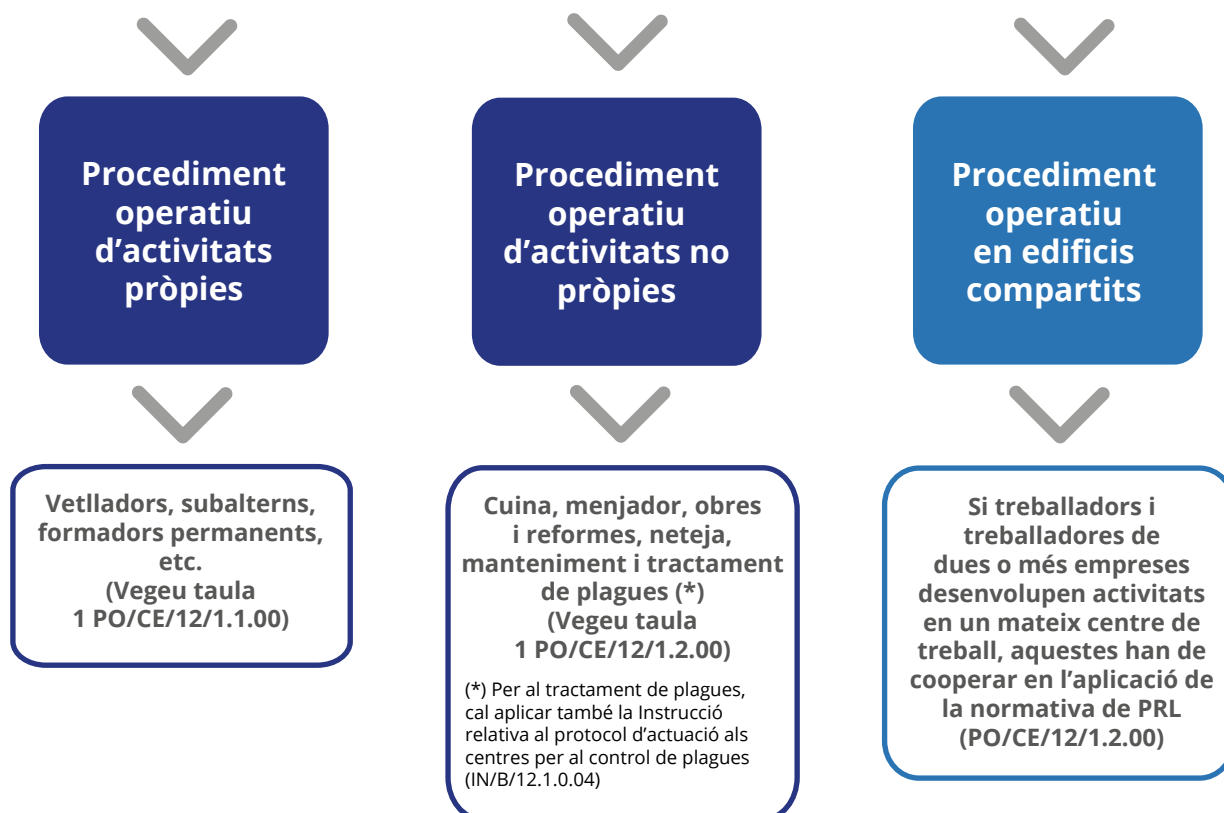 Procediment
operatiu
d’activitats
pròpies
Vetlladors, subalterns,
formadors permanents,
etc.
(Vegeu taula
1 PO/CE/12/1.1.00)
Procediment
operatiu
d’activitats no
pròpies
Cuina, menjador, obres
i reformes, neteja,
manteniment i tractament
de plagues (*)
(Vegeu taula
1 PO/CE/12/1.2.00)
(*) Per al tractament de plagues,
cal aplicar també la Instrucció
relativa al protocol d’actuació als
centres per al control de plagues
(IN/B/12.1.0.04)
Procediment
operatiu
en edificis
compartits
Si treballadors i
treballadores de
dues o més empreses
desenvolupen activitats
en un mateix centre de
treball, aquestes han de
cooperar en l’aplicació de
la normativa de PRL
(PO/CE/12/1.2.00)